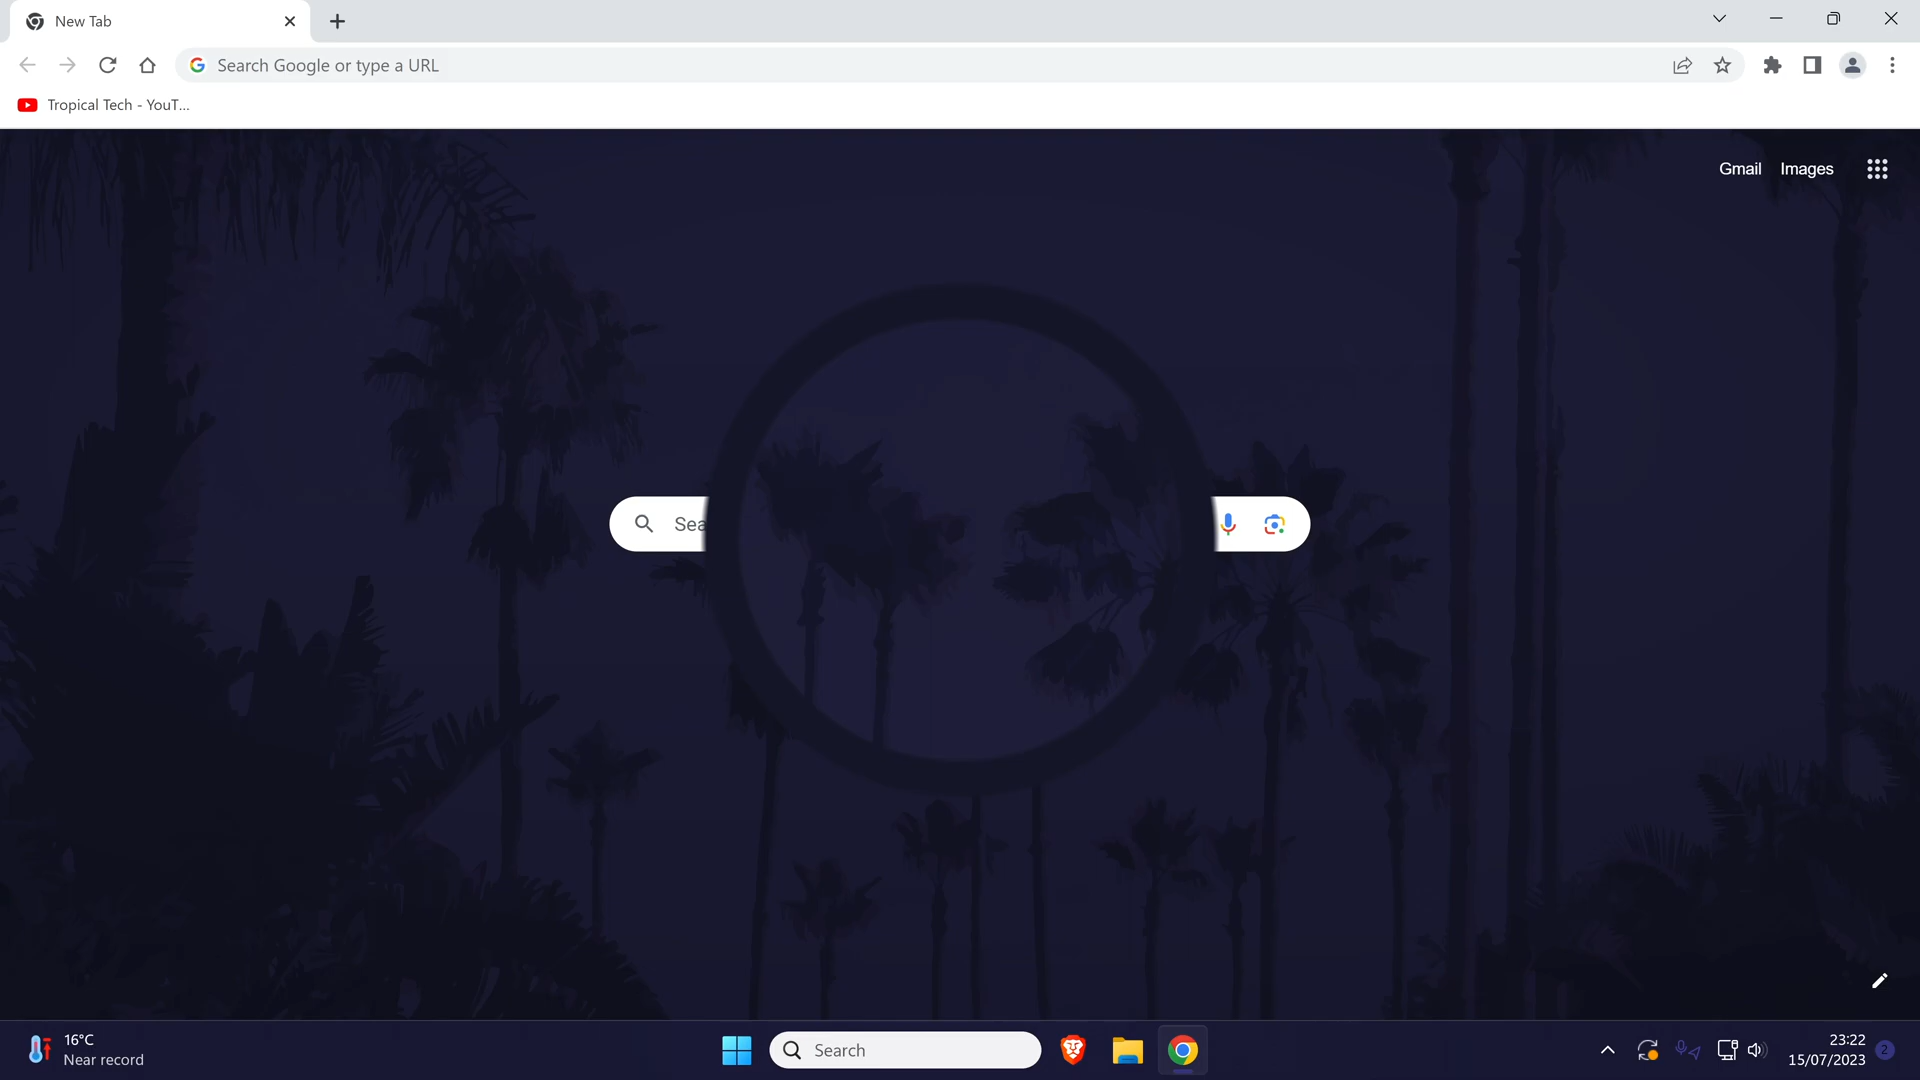 New Tab
Search Google or type a URL
Tropical Tech - YouT...
Gmail Images
Sea
16°C
Near record
Search
23:22
15/07/2023
2